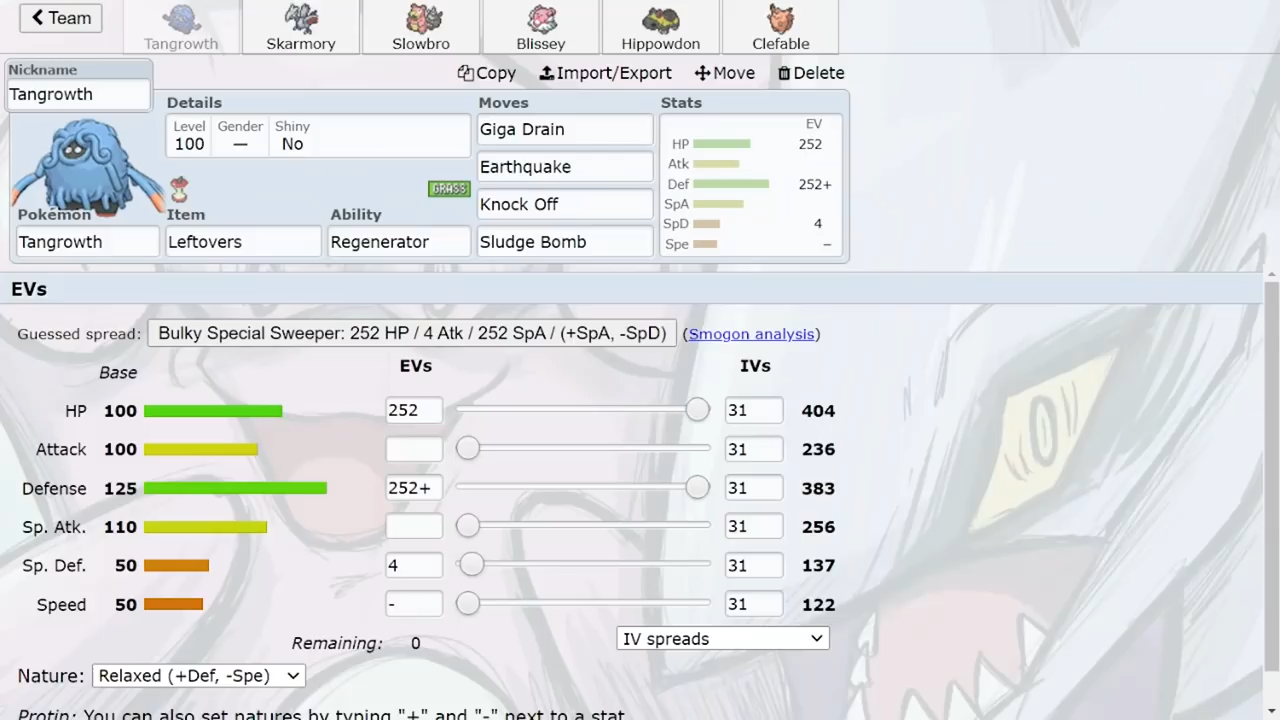 Team
Tangrowth Skarmory Slowbro Blissey Hippowdon Clefable
Nickname
Tangrowth
Copy Import/Export Move Delete
Details Moves Stats
Level Gender Shiny
100 — No
Giga Drain
Earthquake
Knock Off
Sludge Bomb
EV
HP 252
Atk
Def 252+
SpA
SpD 4
Spe −
GRASS
Pokémon Item Ability
Tangrowth Leftovers Regenerator
EVs
Guessed spread: Bulky Special Sweeper: 252 HP / 4 Atk / 252 SpA / (+SpA, -SpD) (Smogon analysis)
Base EVs IVs
HP 100 252 31 404
Attack 100 31 236
Defense 125 252+ 31 383
Sp. Atk. 110 31 256
Sp. Def. 50 4 31 137
Speed 50 - 31 122
Remaining: 0 IV spreads
Nature: Relaxed (+Def, -Spe)
Protip: You can also set natures by typing "+" and "-" next to a stat.